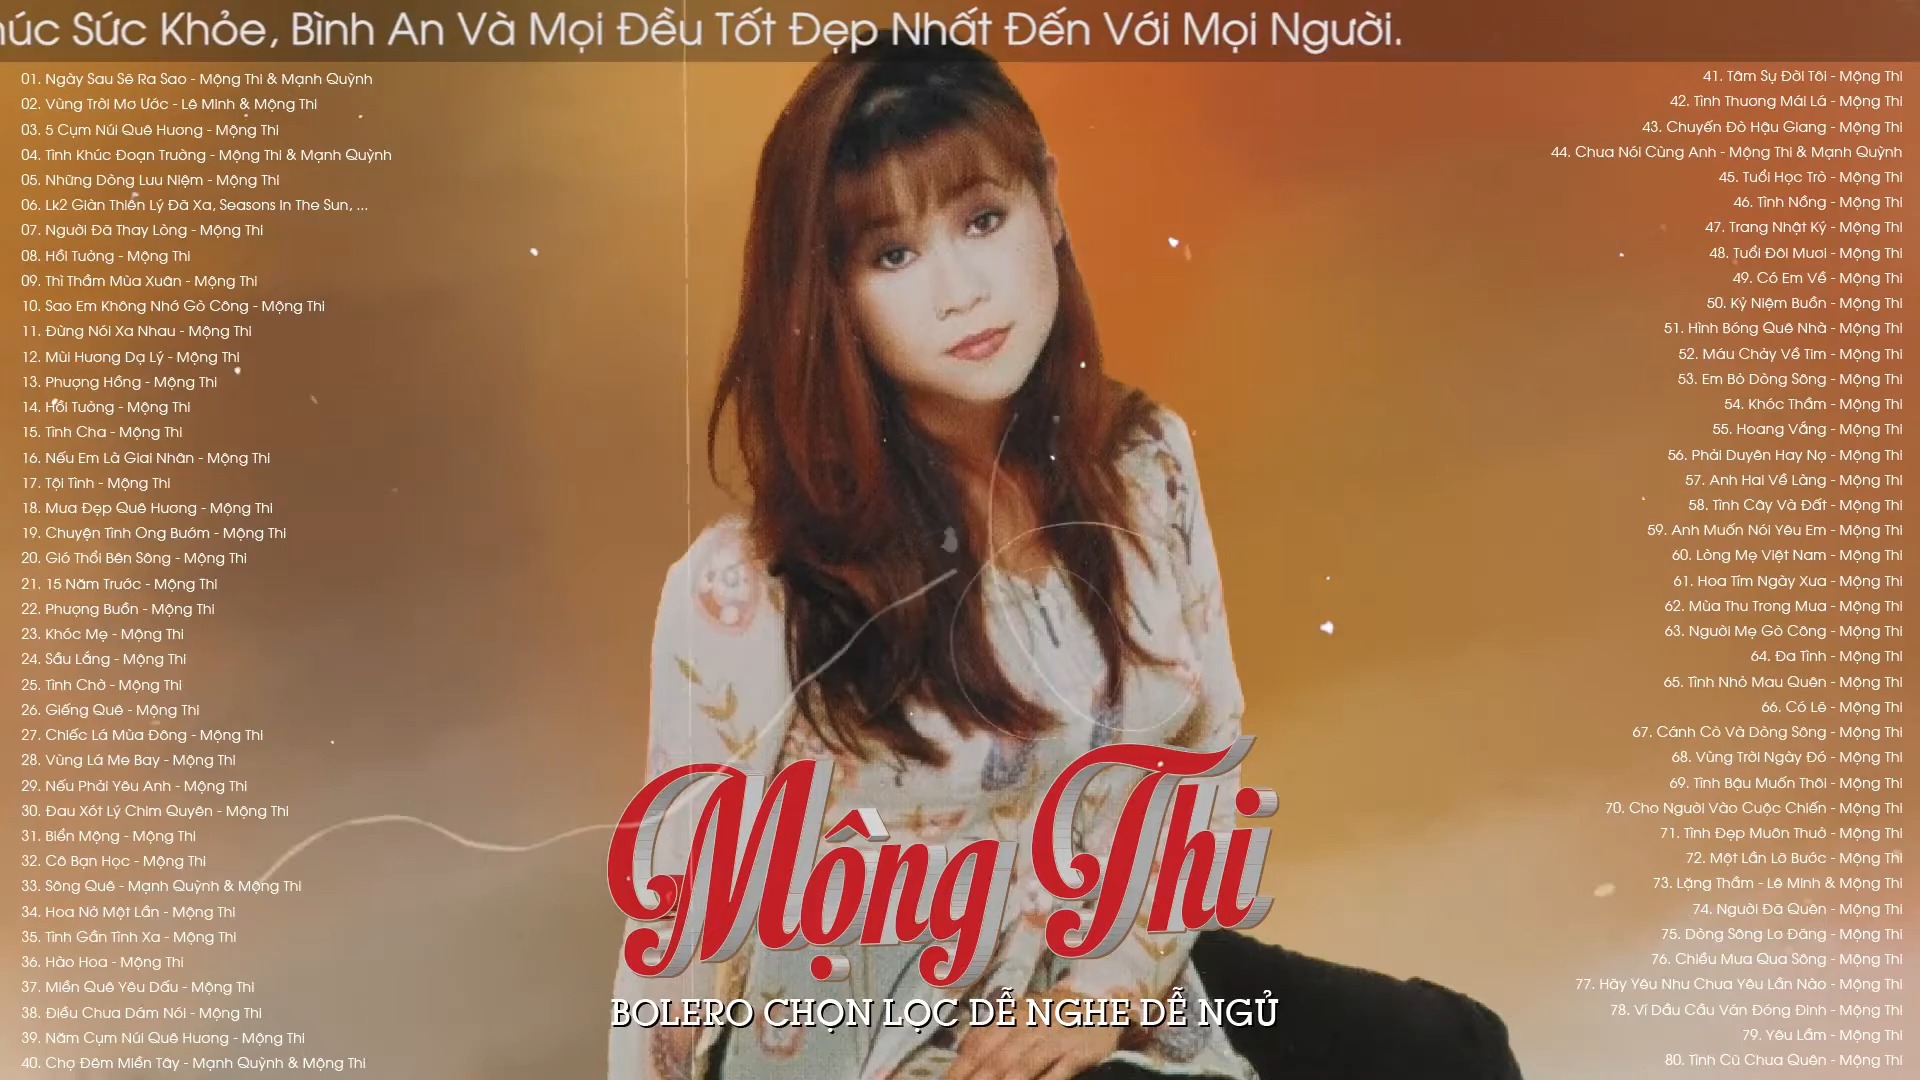 húc Sức Khỏe, Bình An Và Mọi Đều Tốt Đẹp Nhất Đến Với Mọi Người.
01. Ngày Sau Sẽ Ra Sao - Mộng Thi & Mạnh Quỳnh
02. Vùng Trời Mơ Ước - Lê Minh & Mộng Thi
03. 5 Cụm Núi Quê Hương - Mộng Thi
04. Tình Khúc Đoạn Trường - Mộng Thi & Mạnh Quỳnh
05. Những Dòng Lưu Niệm - Mộng Thi
06. Lk2 Giàn Thiên Lý Đã Xa, Seasons In The Sun, ...
07. Người Đã Thay Lòng - Mộng Thi
08. Hồi Tưởng - Mộng Thi
09. Thì Thầm Mùa Xuân - Mộng Thi
10. Sao Em Không Nhớ Gò Công - Mộng Thi
11. Đừng Nói Xa Nhau - Mộng Thi
12. Mùi Hương Dạ Lý - Mộng Thi
13. Phượng Hồng - Mộng Thi
14. Hồi Tưởng - Mộng Thi
15. Tình Cha - Mộng Thi
16. Nếu Em Là Giai Nhân - Mộng Thi
17. Tội Tình - Mộng Thi
18. Mưa Đẹp Quê Hương - Mộng Thi
19. Chuyện Tình Ong Bướm - Mộng Thi
20. Gió Thổi Bên Sông - Mộng Thi
21. 15 Năm Trước - Mộng Thi
22. Phượng Buồn - Mộng Thi
23. Khóc Mẹ - Mộng Thi
24. Sầu Lắng - Mộng Thi
25. Tình Chờ - Mộng Thi
26. Giếng Quê - Mộng Thi
27. Chiếc Lá Mùa Đông - Mộng Thi
28. Vùng Lá Me Bay - Mộng Thi
29. Nếu Phải Yêu Anh - Mộng Thi
30. Đau Xót Lý Chim Quyên - Mộng Thi
31. Biển Mộng - Mộng Thi
32. Cô Bạn Học - Mộng Thi
33. Sông Quê - Mạnh Quỳnh & Mộng Thi
34. Hoa Nở Một Lần - Mộng Thi
35. Tình Gần Tình Xa - Mộng Thi
36. Hào Hoa - Mộng Thi
37. Miền Quê Yêu Dấu - Mộng Thi
38. Điều Chưa Dám Nói - Mộng Thi
39. Năm Cụm Núi Quê Hương - Mộng Thi
40. Chợ Đêm Miền Tây - Mạnh Quỳnh & Mộng Thi
41. Tâm Sự Đời Tôi - Mộng Thi
42. Tình Thương Mái Lá - Mộng Thi
43. Chuyến Đò Hậu Giang - Mộng Thi
44. Chưa Nói Cùng Anh - Mộng Thi & Mạnh Quỳnh
45. Tuổi Học Trò - Mộng Thi
46. Tình Nồng - Mộng Thi
47. Trang Nhật Ký - Mộng Thi
48. Tuổi Đôi Mươi - Mộng Thi
49. Có Em Về - Mộng Thi
50. Kỷ Niệm Buồn - Mộng Thi
51. Hình Bóng Quê Nhà - Mộng Thi
52. Máu Chảy Về Tim - Mộng Thi
53. Em Bỏ Dòng Sông - Mộng Thi
54. Khóc Thầm - Mộng Thi
55. Hoang Vắng - Mộng Thi
56. Phải Duyên Hay Nợ - Mộng Thi
57. Anh Hai Về Làng - Mộng Thi
58. Tình Cây Và Đất - Mộng Thi
59. Anh Muốn Nói Yêu Em - Mộng Thi
60. Lòng Mẹ Việt Nam - Mộng Thi
61. Hoa Tím Ngày Xưa - Mộng Thi
62. Mùa Thu Trong Mưa - Mộng Thi
63. Người Mẹ Gò Công - Mộng Thi
64. Đa Tình - Mộng Thi
65. Tình Nhỏ Mau Quên - Mộng Thi
66. Có Lẽ - Mộng Thi
67. Cánh Cò Và Dòng Sông - Mộng Thi
68. Vùng Trời Ngày Đó - Mộng Thi
69. Tình Bậu Muốn Thôi - Mộng Thi
70. Cho Người Vào Cuộc Chiến - Mộng Thi
71. Tình Đẹp Muôn Thuở - Mộng Thi
72. Một Lần Lỡ Bước - Mộng Thi
73. Lặng Thầm - Lê Minh & Mộng Thi
74. Người Đã Quên - Mộng Thi
75. Dòng Sông Lơ Đãng - Mộng Thi
76. Chiều Mưa Qua Sông - Mộng Thi
77. Hãy Yêu Như Chưa Yêu Lần Nào - Mộng Thi
78. Ví Dầu Cầu Ván Đóng Đinh - Mộng Thi
79. Yêu Lầm - Mộng Thi
80. Tình Cũ Chưa Quên - Mộng Thi
Mộng Thi
BOLERO CHỌN LỌC DỄ NGHE DỄ NGỦ